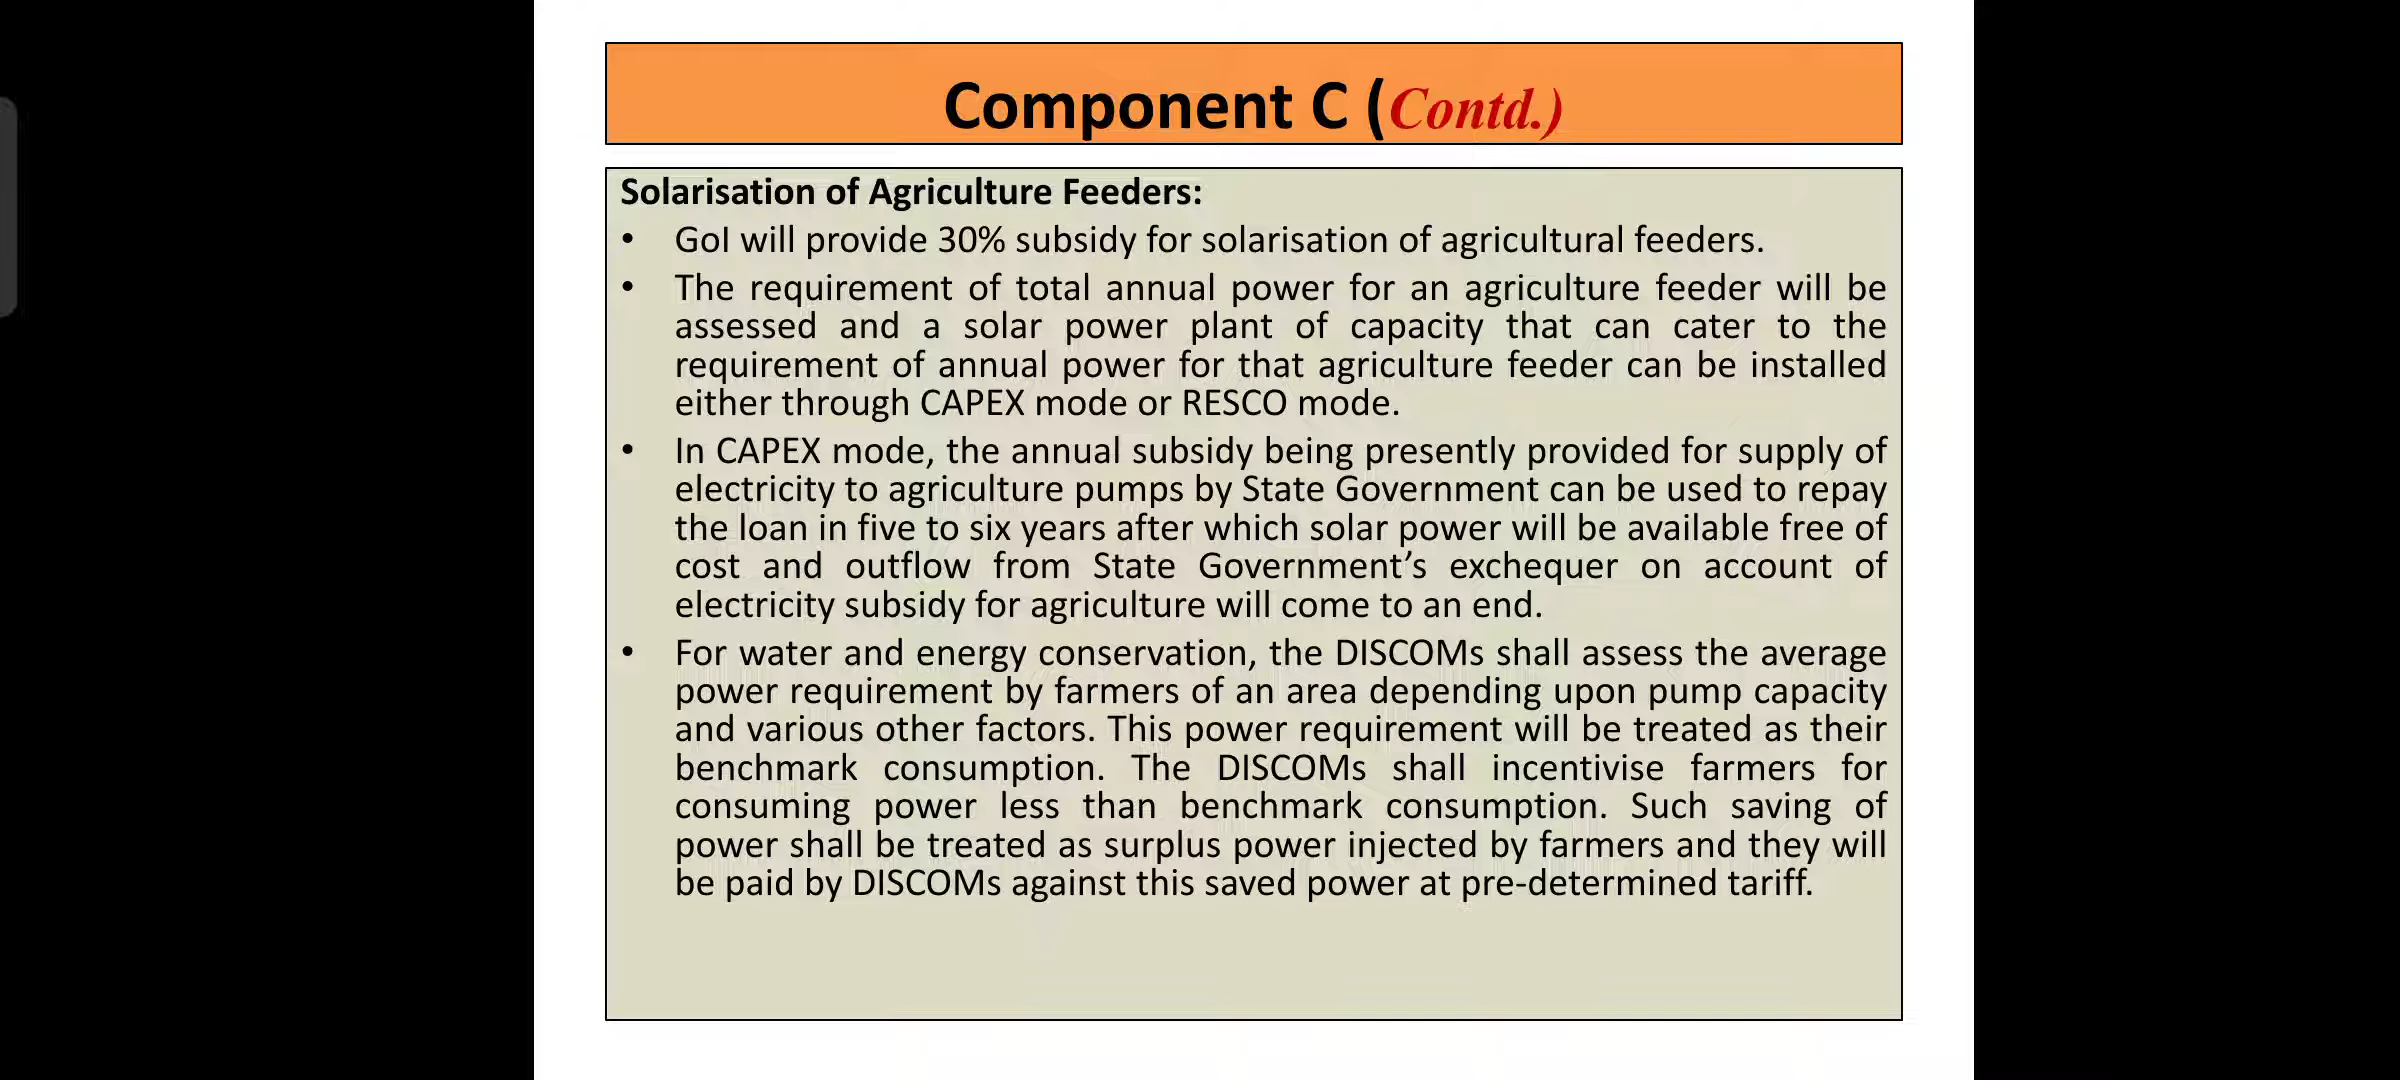 Component C (Contd.)
Solarisation of Agriculture Feeders:
• GoI will provide 30% subsidy for solarisation of agricultural feeders.
• The requirement of total annual power for an agriculture feeder will be
assessed and a solar power plant of capacity that can cater to the
requirement of annual power for that agriculture feeder can be installed
either through CAPEX mode or RESCO mode.
• In CAPEX mode, the annual subsidy being presently provided for supply of
electricity to agriculture pumps by State Government can be used to repay
the loan in five to six years after which solar power will be available free of
cost and outflow from State Government’s exchequer on account of
electricity subsidy for agriculture will come to an end.
• For water and energy conservation, the DISCOMs shall assess the average
power requirement by farmers of an area depending upon pump capacity
and various other factors. This power requirement will be treated as their
benchmark consumption. The DISCOMs shall incentivise farmers for
consuming power less than benchmark consumption. Such saving of
power shall be treated as surplus power injected by farmers and they will
be paid by DISCOMs against this saved power at pre-determined tariff.